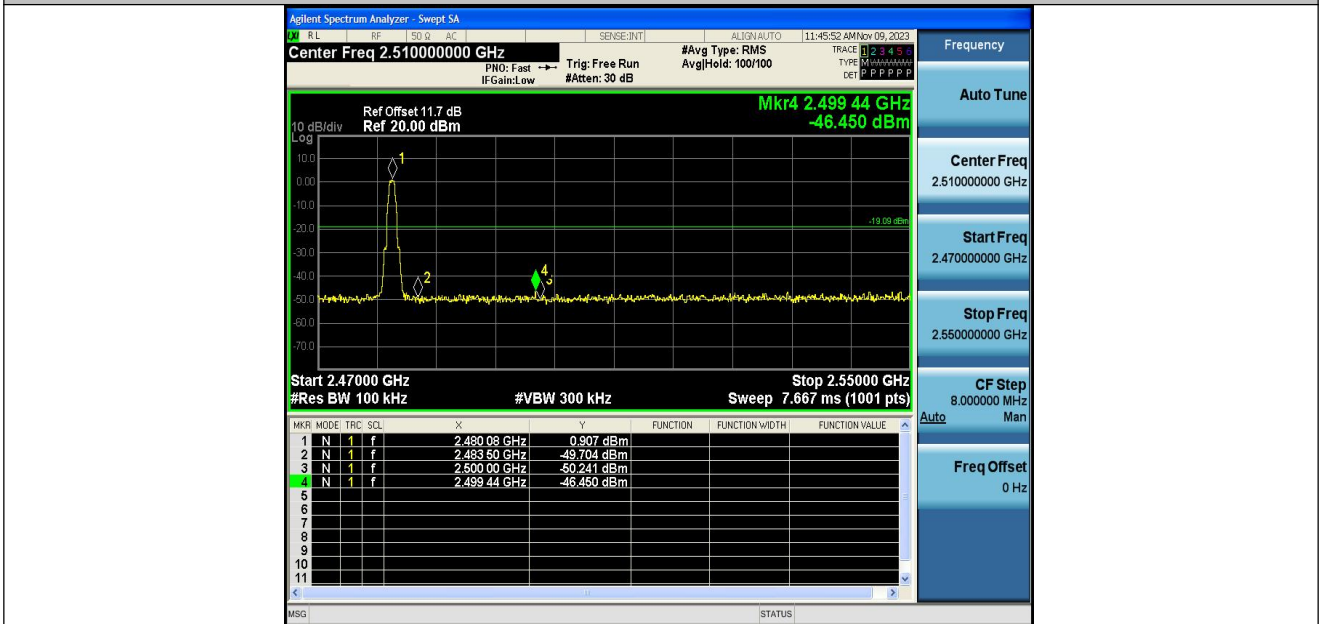 Agilent Spectrum Analyzer - Swept SA
RL RF 50 Ω AC SENSE:INT ALIGN AUTO 11:45:52 AM Nov 09, 2023
Center Freq 2.510000000 GHz #Avg Type: RMS TRACE 1 2 3 4 5 6
PNO: Fast Trig: Free Run Avg|Hold: 100/100 TYPE M
IFGain:Low #Atten: 30 dB DET P P P P P P
Mkr4 2.499 44 GHz
-46.450 dBm
Ref Offset 11.7 dB
10 dB/div Ref 20.00 dBm
Log
10.0
0.00
-10.0
-20.0
-30.0
-40.0
-50.0
-60.0
-70.0
1
2
4
3
-19.09 dBm
Start 2.47000 GHz Stop 2.55000 GHz
#Res BW 100 kHz #VBW 300 kHz Sweep 7.667 ms (1001 pts)
MKR MODE TRC SCL X Y FUNCTION FUNCTION WIDTH FUNCTION VALUE
1 N 1 f 2.480 08 GHz 0.907 dBm
2 N 1 f 2.483 50 GHz -49.704 dBm
3 N 1 f 2.500 00 GHz -50.241 dBm
4 N 1 f 2.499 44 GHz -46.450 dBm
5
6
7
8
9
10
11
MSG STATUS
Frequency
Auto Tune
Center Freq
2.510000000 GHz
Start Freq
2.470000000 GHz
Stop Freq
2.550000000 GHz
CF Step
8.000000 MHz
Auto Man
Freq Offset
0 Hz